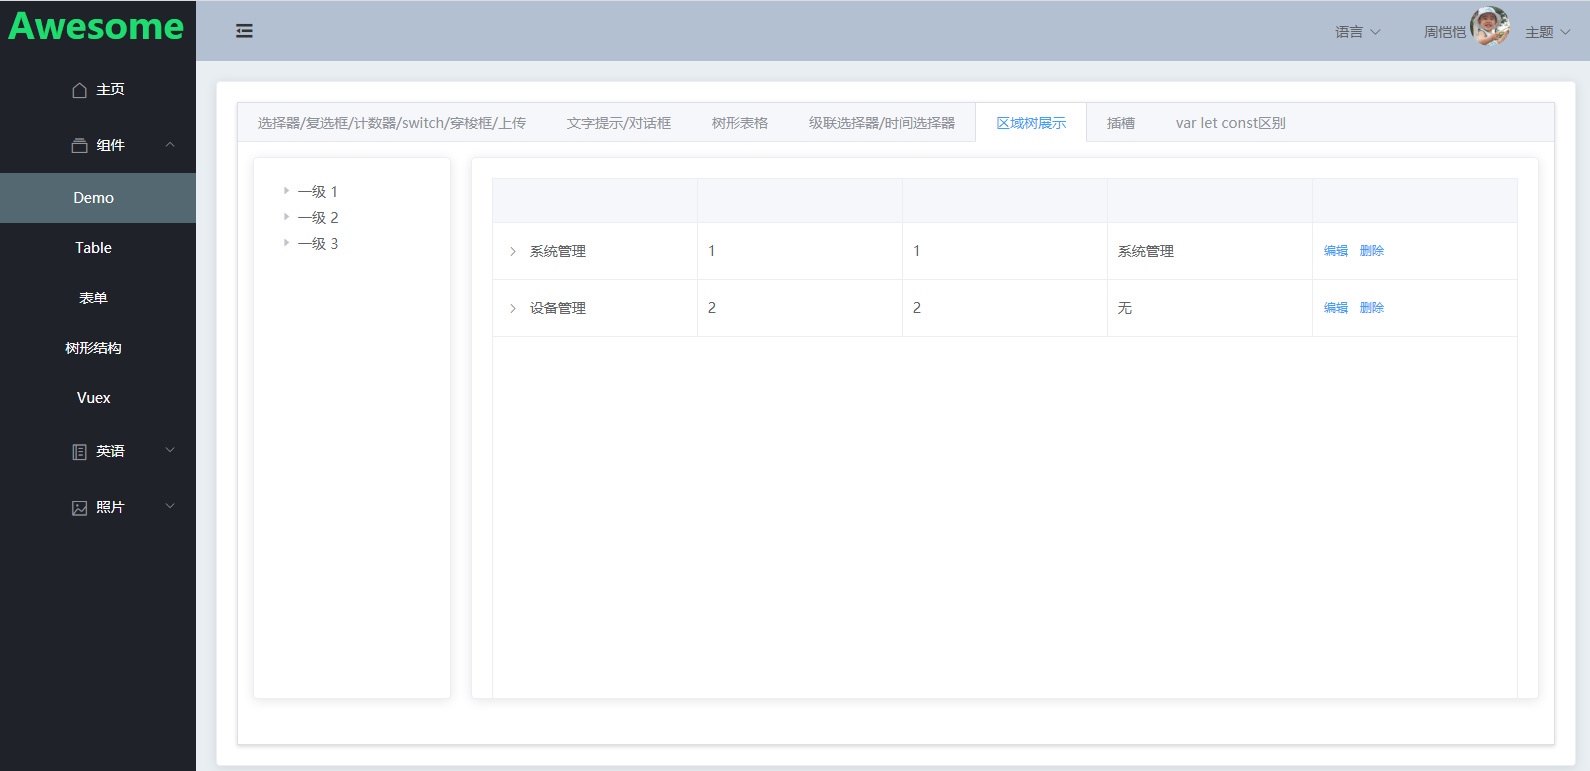 Awesome
语言
周恺恺
主题
主页
组件
Demo
Table
表单
树形结构
Vuex
英语
照片
选择器/复选框/计数器/switch/穿梭框/上传
文字提示/对话框
树形表格
级联选择器/时间选择器
区域树展示
插槽
var let const区别
一级 1
一级 2
一级 3
系统管理 1 1 系统管理 编辑 删除
设备管理 2 2 无 编辑 删除